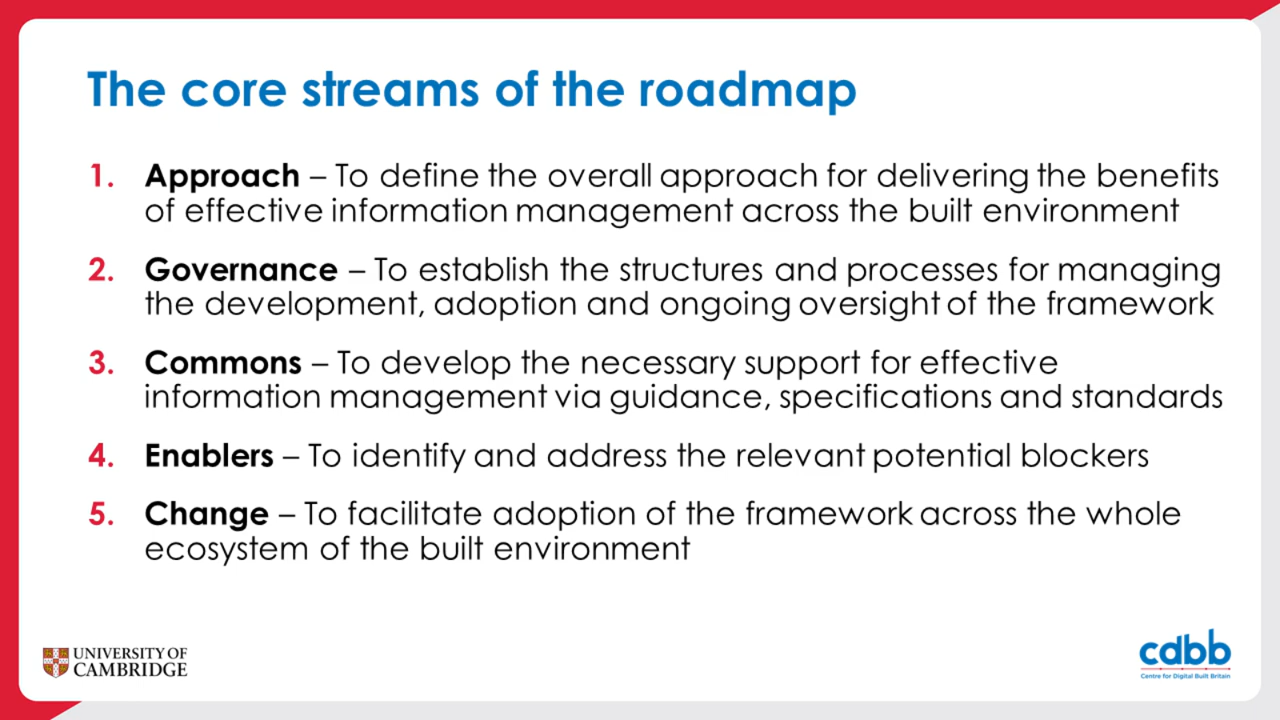 The core streams of the roadmap
1. Approach – To define the overall approach for delivering the benefits
of effective information management across the built environment
2. Governance – To establish the structures and processes for managing
the development, adoption and ongoing oversight of the framework
3. Commons – To develop the necessary support for effective
information management via guidance, specifications and standards
4. Enablers – To identify and address the relevant potential blockers
5. Change – To facilitate adoption of the framework across the whole
ecosystem of the built environment
UNIVERSITY OF
CAMBRIDGE
cdbb
Centre for Digital Built Britain